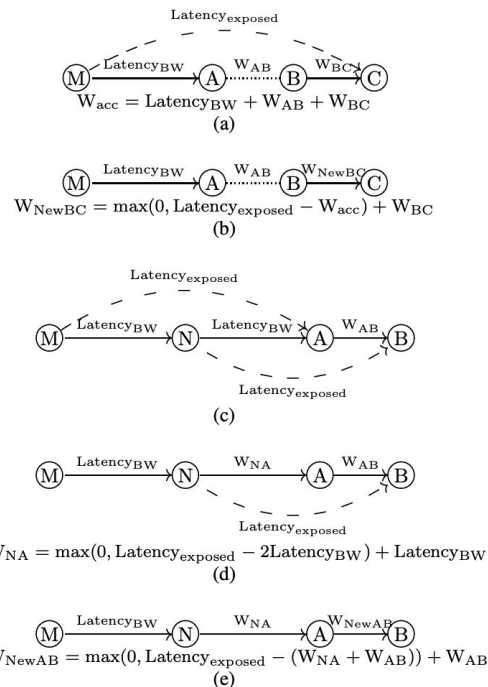 Latency_exposed
Latency_BW W_AB W_BC
M A B C
W_acc = Latency_BW + W_AB + W_BC
(a)
Latency_BW W_AB W_NewBC
M A B C
W_NewBC = max(0, Latency_exposed − W_acc) + W_BC
(b)
Latency_exposed
Latency_BW Latency_BW W_AB
M N A B
Latency_exposed
(c)
Latency_BW W_NA W_AB
M N A B
Latency_exposed
W_NA = max(0, Latency_exposed − 2Latency_BW) + Latency_BW
(d)
Latency_BW W_NA W_NewAB
M N A B
W_NewAB = max(0, Latency_exposed − (W_NA + W_AB)) + W_AB
(e)